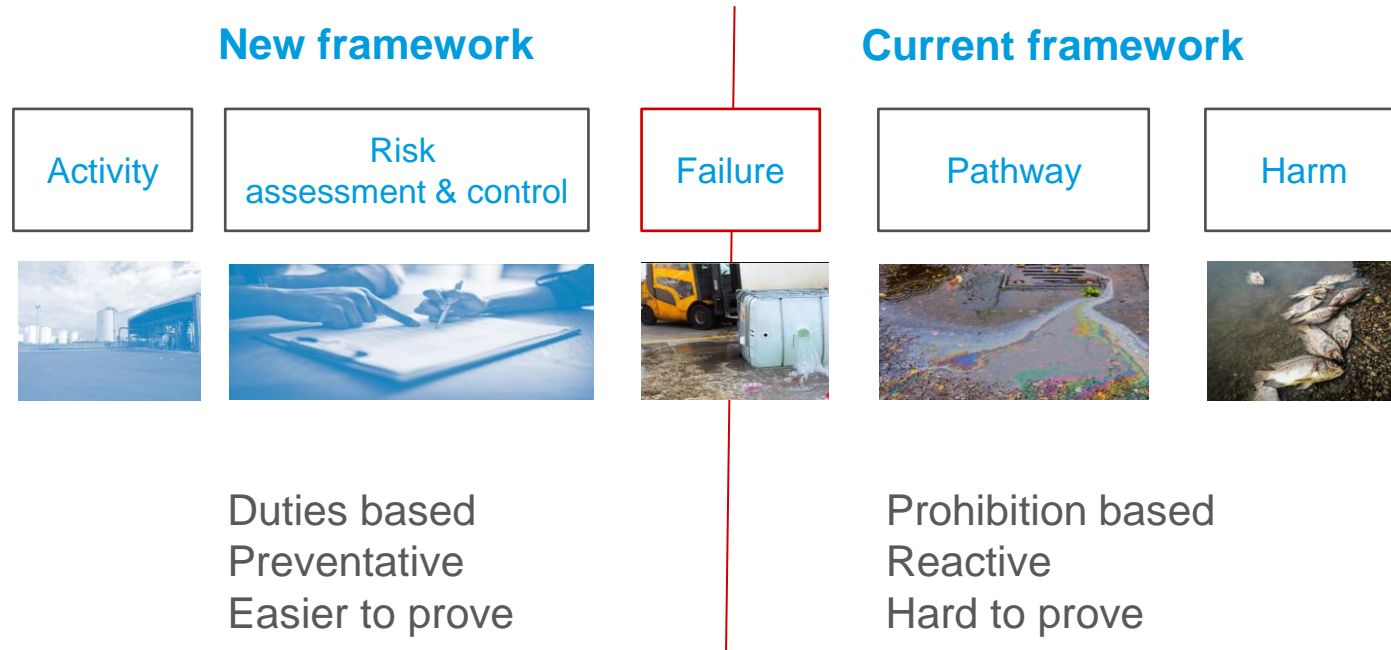 New framework
Current framework
Activity
Risk
assessment & control
Failure
Pathway
Harm
Duties based
Preventative
Easier to prove
Prohibition based
Reactive
Hard to prove